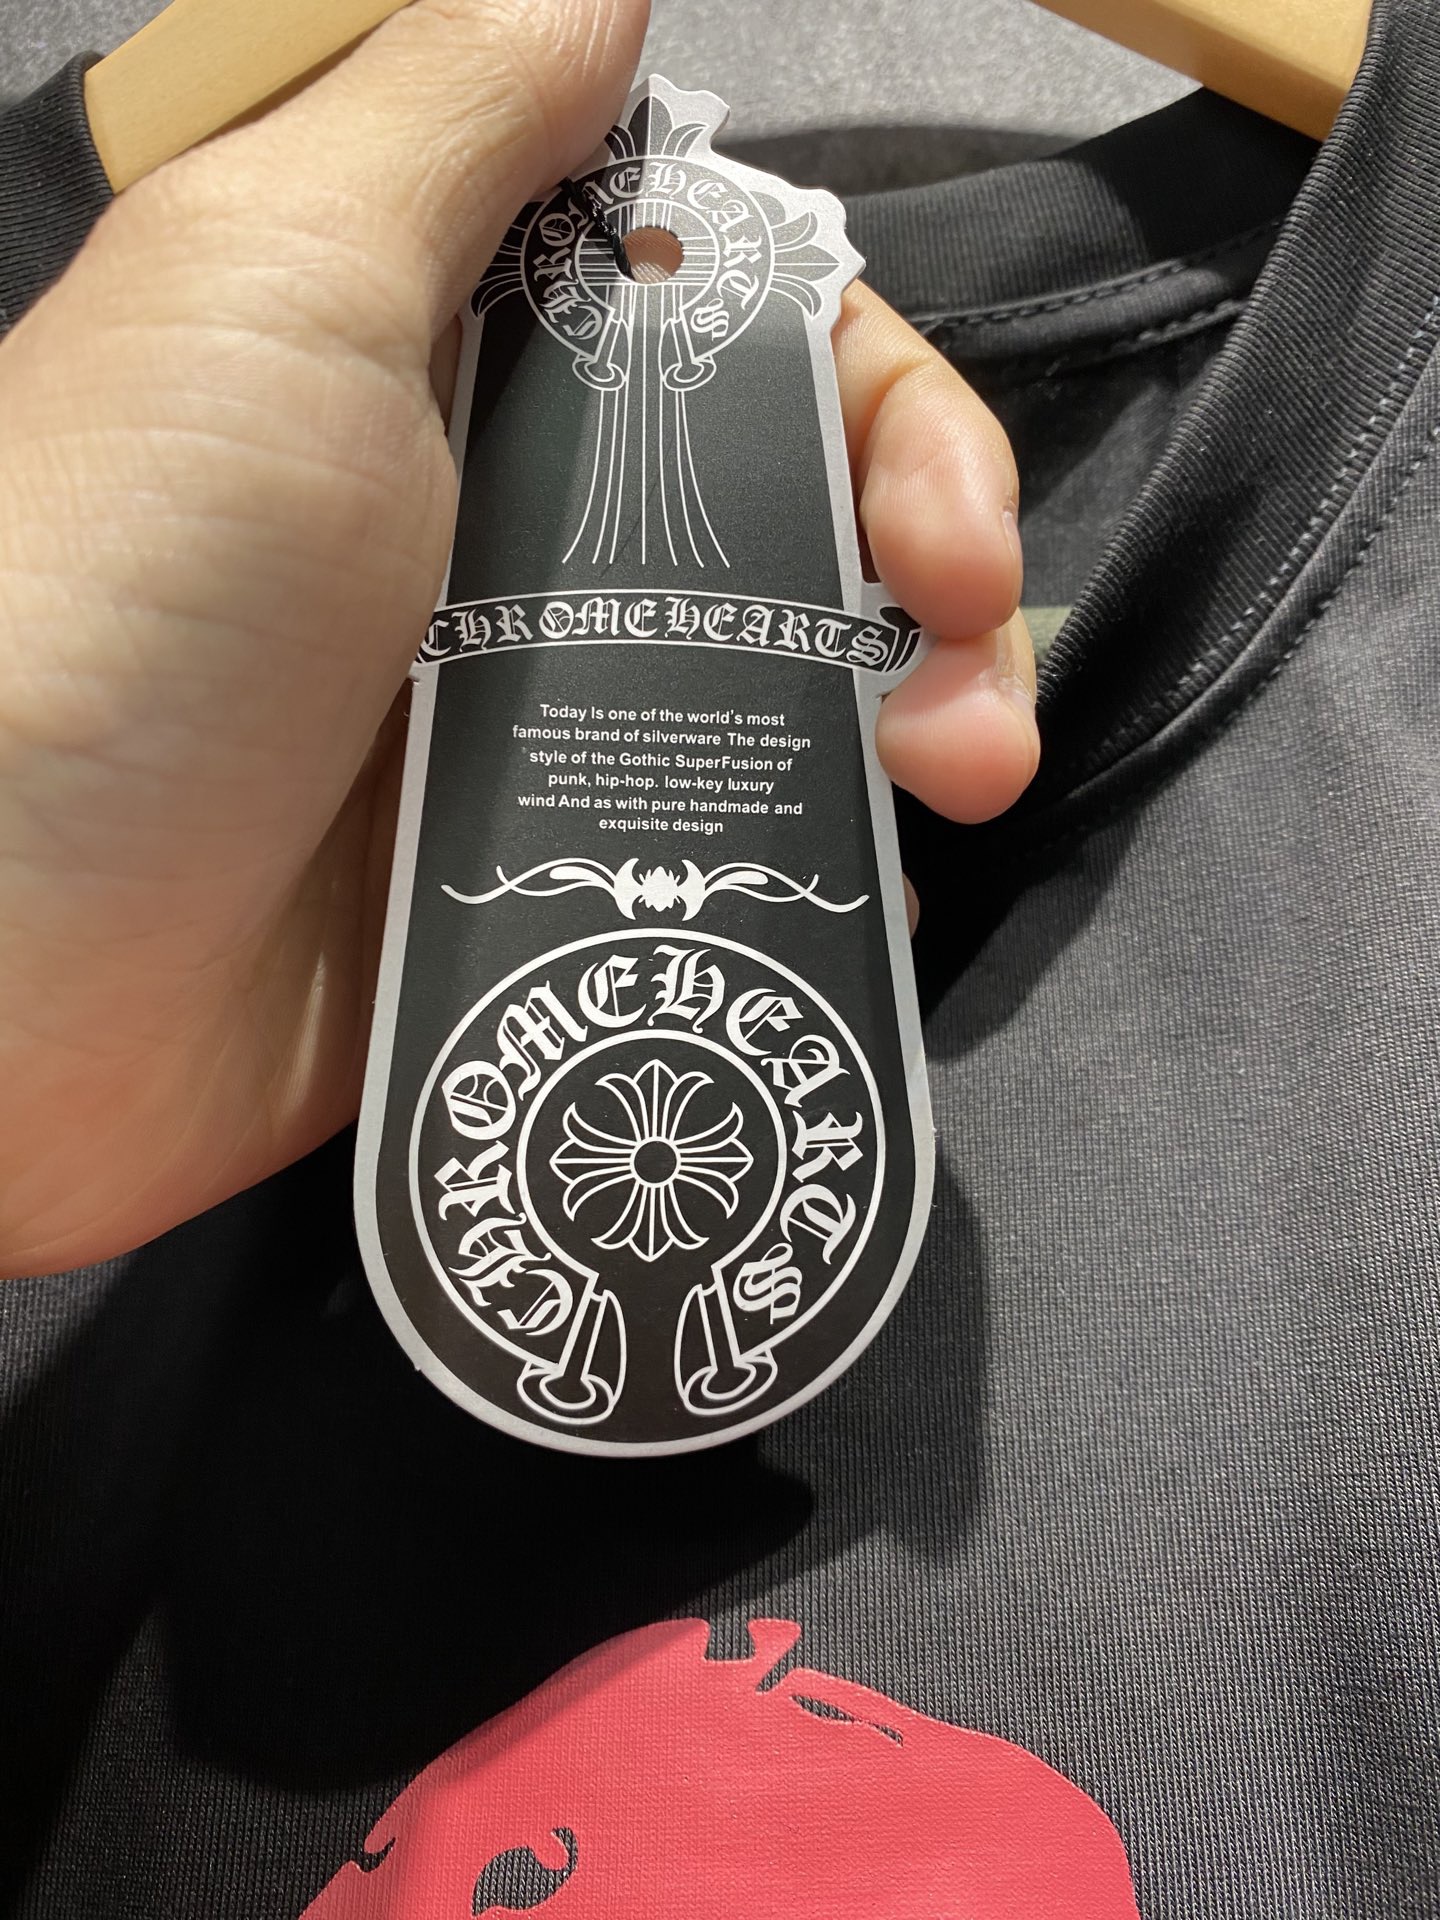 CHROMEHEARTS
CHROMEHEARTS
Today Is one of the world's most
famous brand of silverware The design
style of the Gothic SuperFusion of
punk, hip-hop. low-key luxury
wind And as with pure handmade and
exquisite design
CHROMEHEARTS